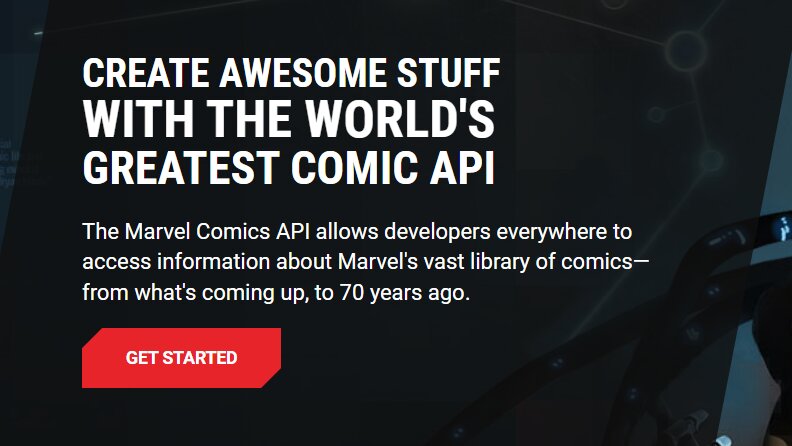 CREATE AWESOME STUFF
WITH THE WORLD'S
GREATEST COMIC API
The Marvel Comics API allows developers everywhere to
access information about Marvel's vast library of comics—
from what's coming up, to 70 years ago.
GET STARTED